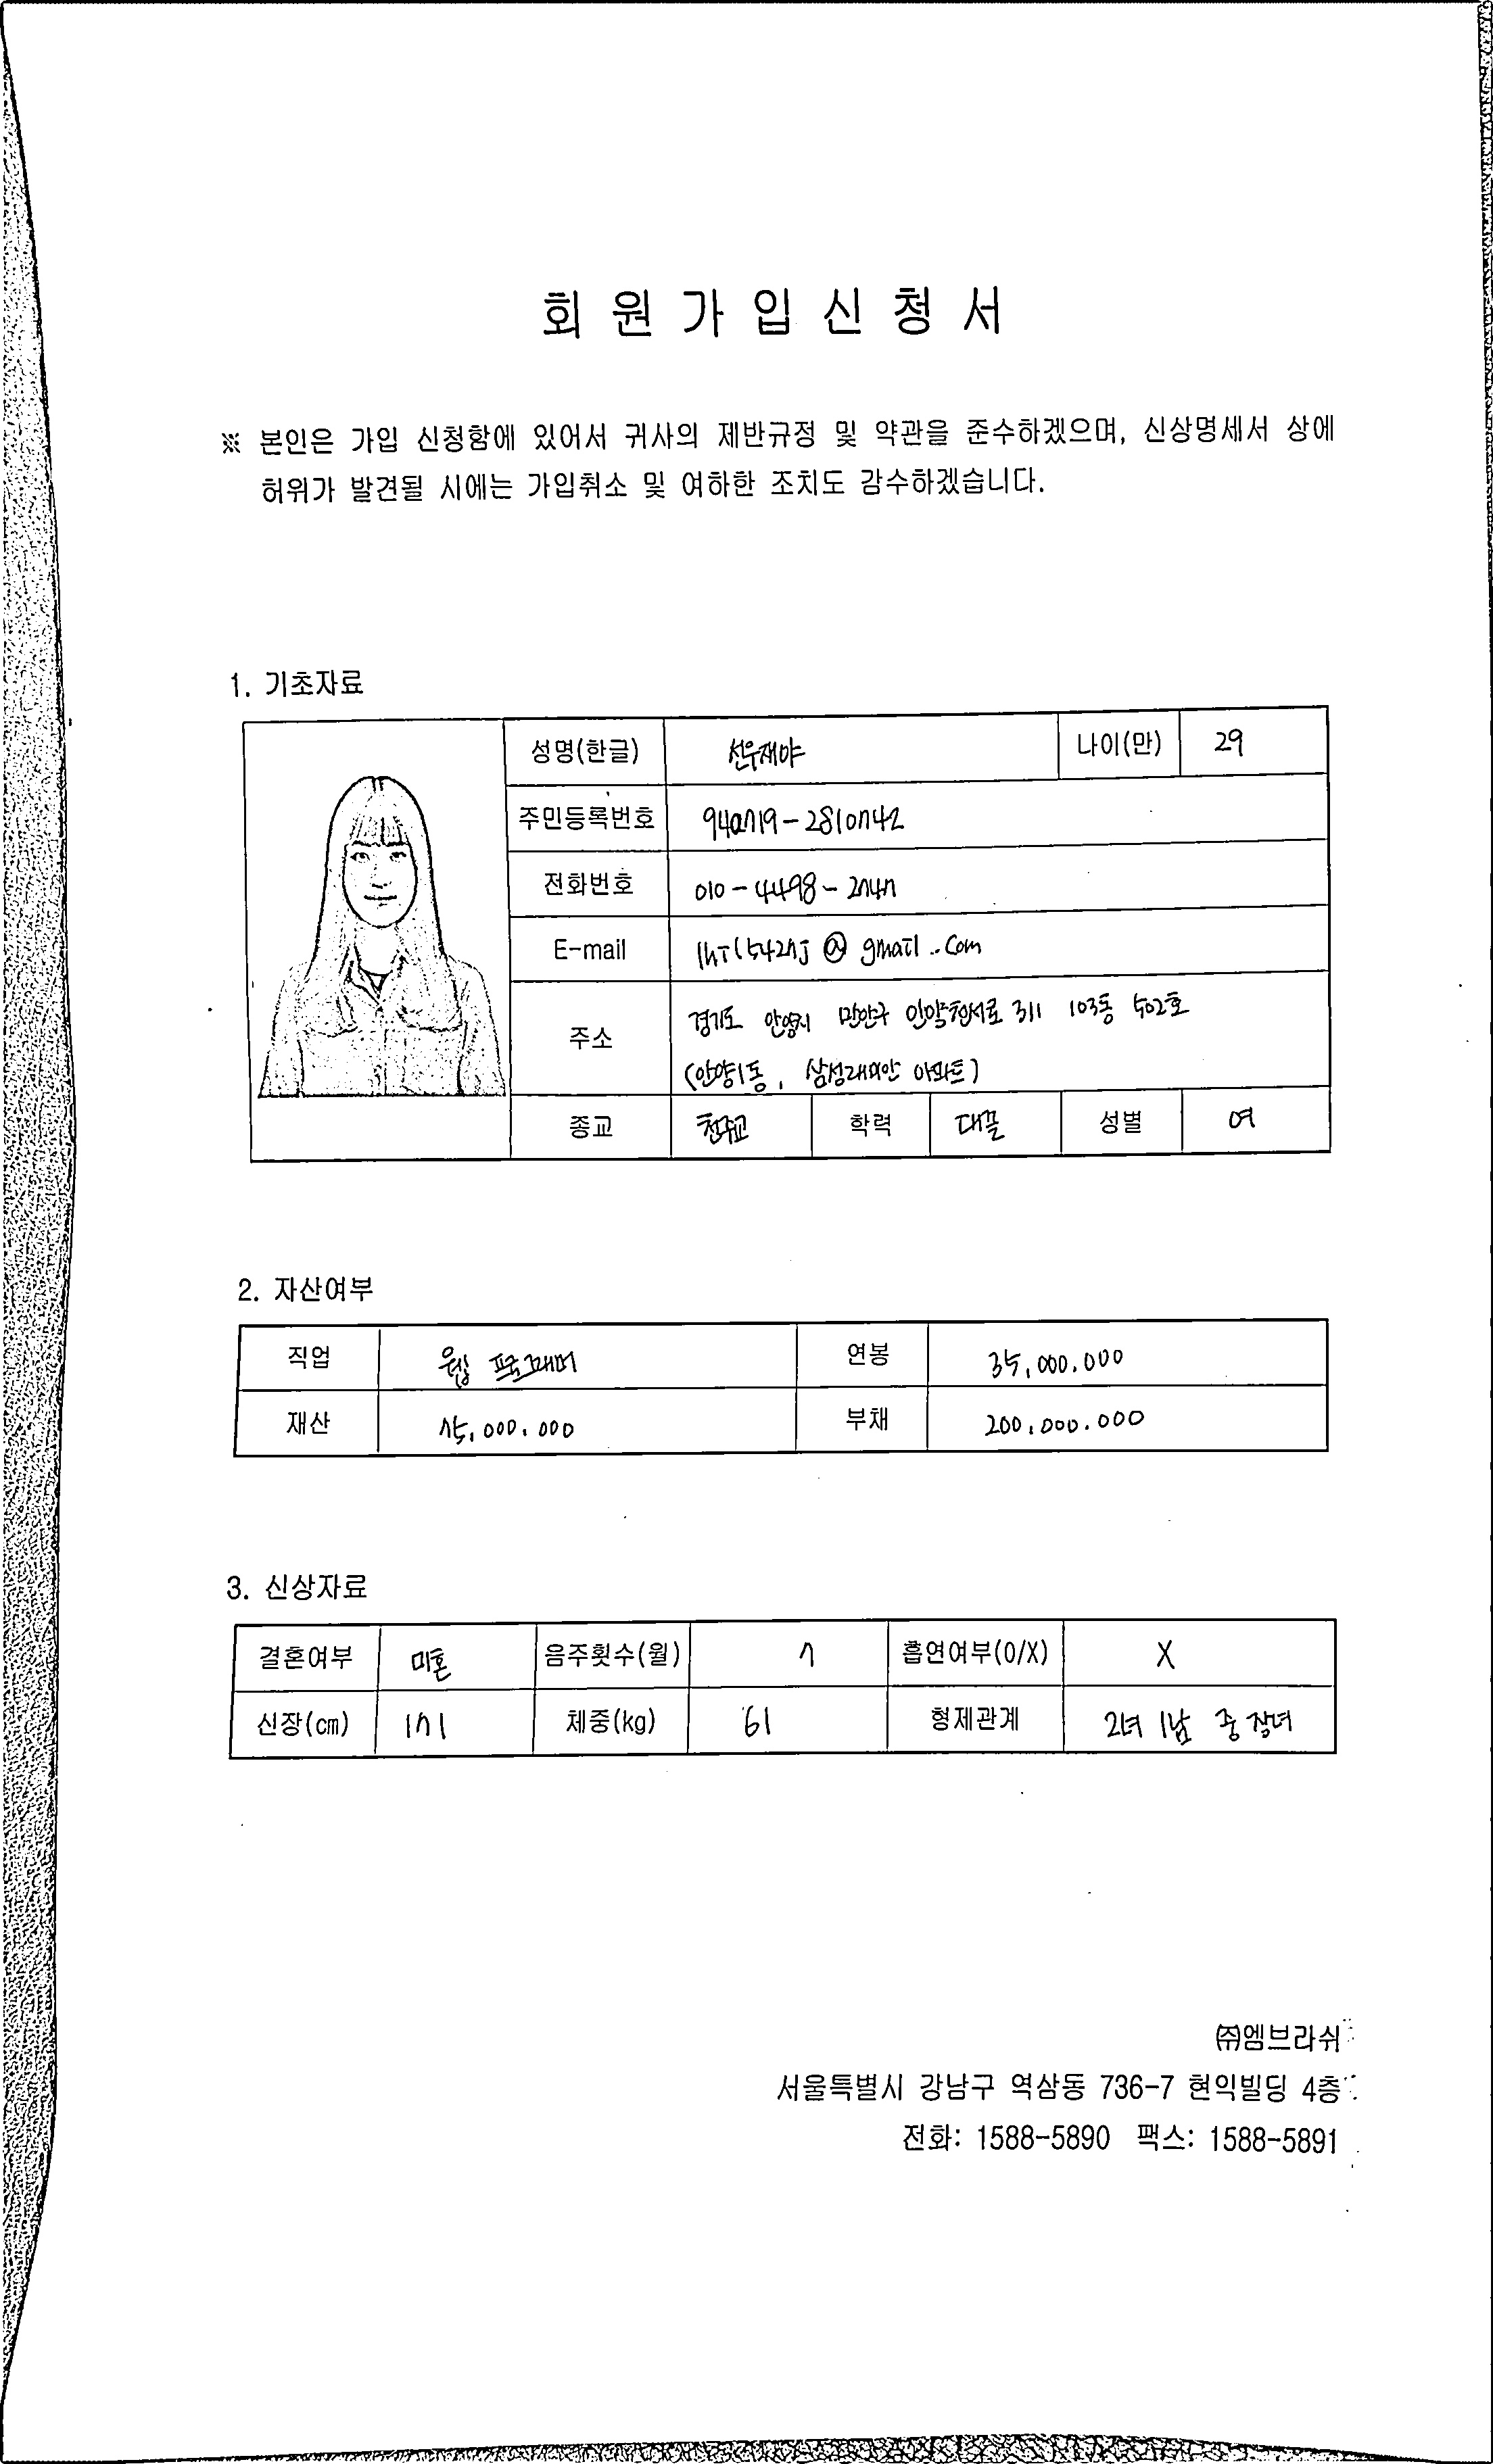 회 원 가 입 신 청 서
※ 본인은 가입 신청함에 있어서 귀사의 제반규정 및 약관을 준수하겠으며, 신상명세서 상에
허위가 발견될 시에는 가입취소 및 여하한 조치도 감수하겠습니다.
1. 기초자료
성명(한글) 선우재야 나이(만) 29
주민등록번호 940719-2810742
전화번호 010-4498-2747
E-mail @ gmail .com
주소 경기도 안양시 만안구 311 103동 502호
(안양1동, 삼성래미안 아파트)
종교 천주교 학력 대졸 성별 여
2. 자산여부
직업 웹 프로그래머 연봉 35,000,000
재산 75,000,000 부채 200,000,000
3. 신상자료
결혼여부 미혼 음주횟수(월) 7 흡연여부(O/X) X
신장(cm) 171 체중(kg) 61 형제관계 2녀 1남 중 장녀
㈜엠브라쉬
서울특별시 강남구 역삼동 736-7 현익빌딩 4층
전화: 1588-5890 팩스: 1588-5891